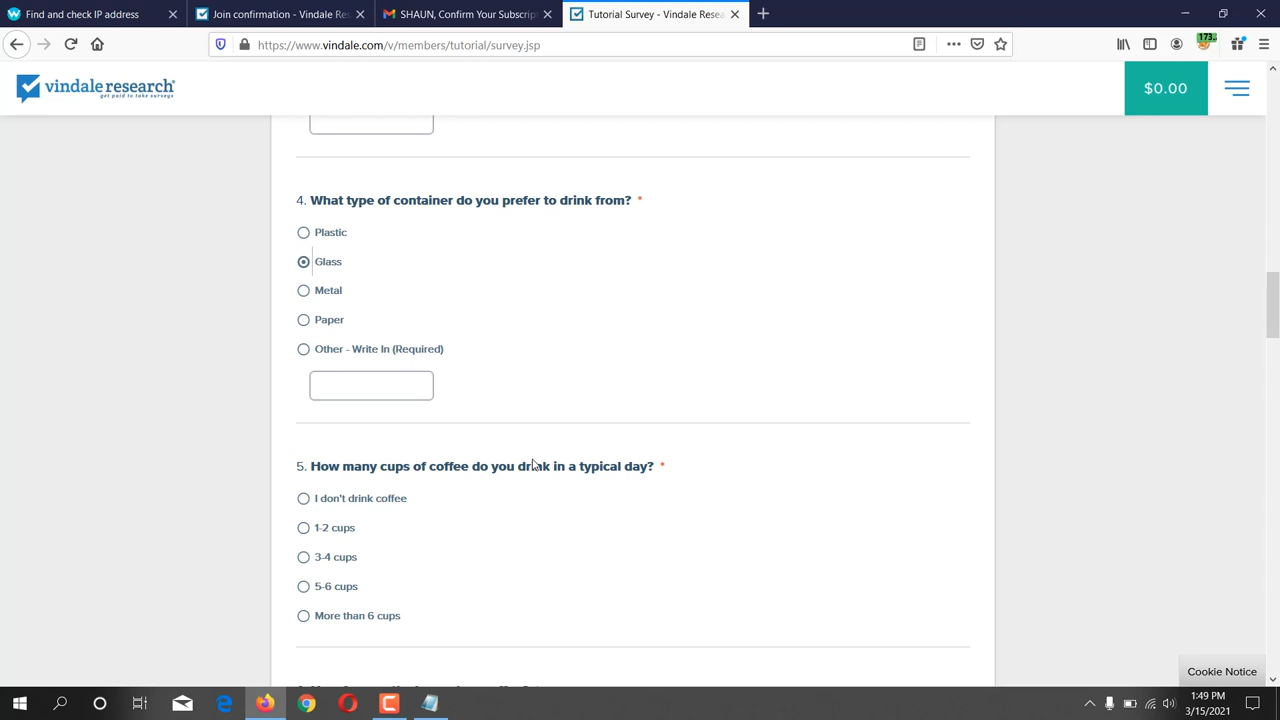 Find and check IP address
Join confirmation - Vindale Res
SHAUN, Confirm Your Subscript
Tutorial Survey - Vindale Resea
https://www.vindale.com/v/members/tutorial/survey.jsp
173..
vindale research®
get paid to take surveys
$0.00
4. What type of container do you prefer to drink from? *
Plastic
Glass
Metal
Paper
Other - Write In (Required)
5. How many cups of coffee do you drink in a typical day? *
I don't drink coffee
1-2 cups
3-4 cups
5-6 cups
More than 6 cups
Cookie Notice
1:49 PM
3/15/2021